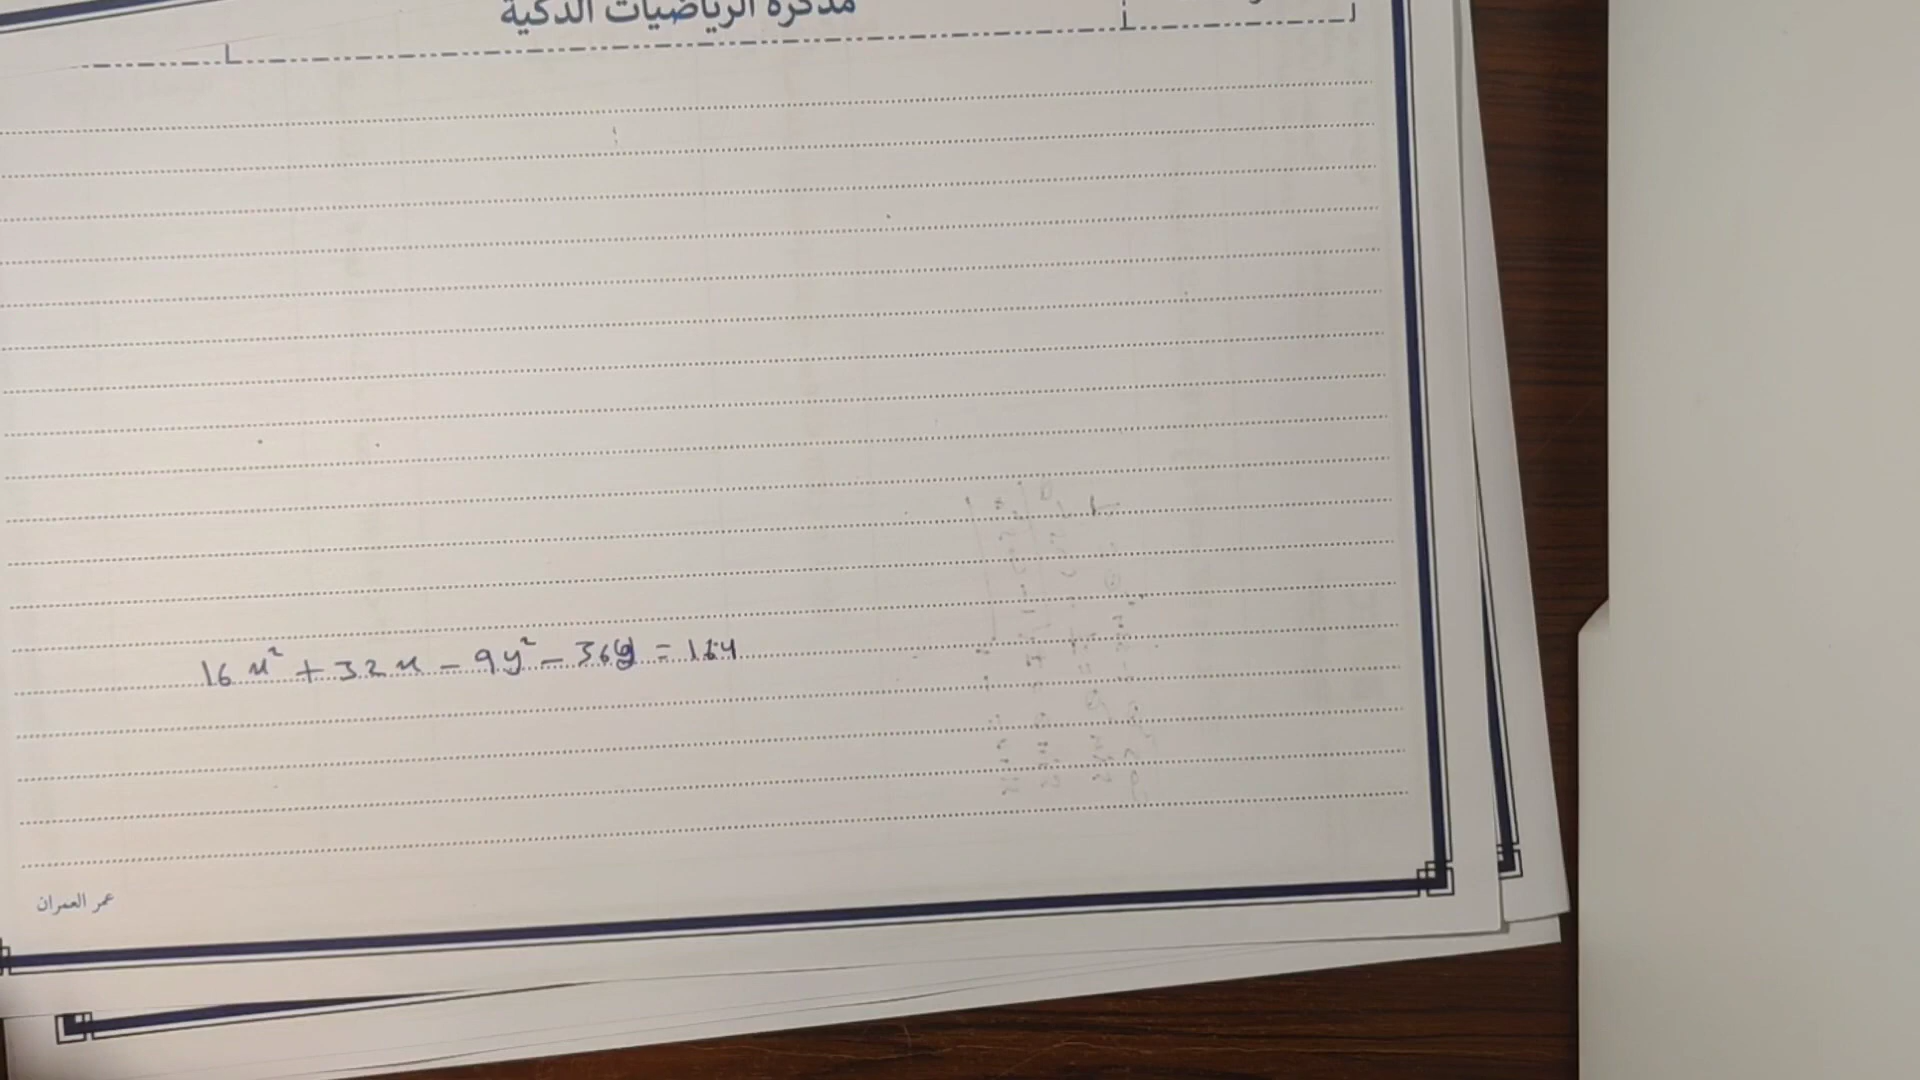 مذكرة الرياضيات الذكية
16x² + 32x - 9y² - 36y = 164
عمر العمران